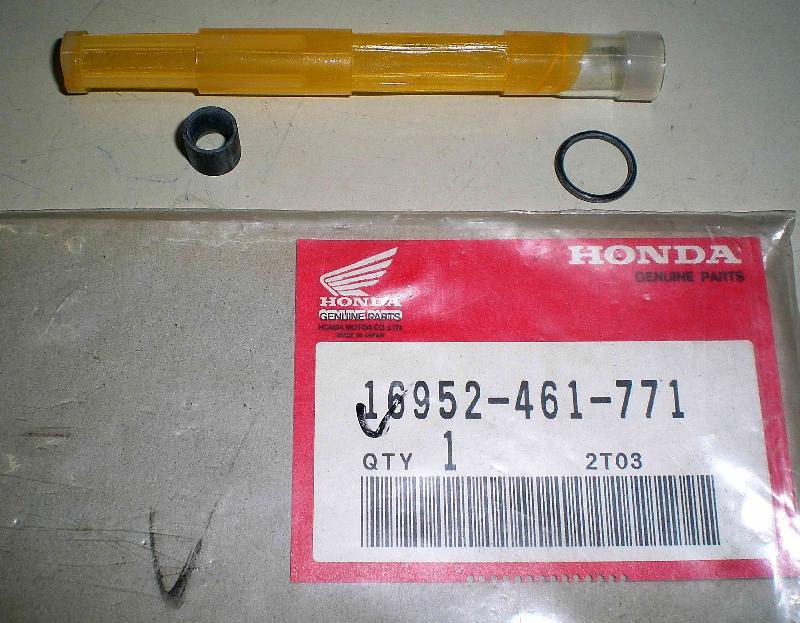 HONDA
GENUINE PARTS
HONDA
GENUINE PARTS
HONDA MOTOR CO.,LTD.
MADE IN JAPAN
16952-461-771
QTY 1 2T03